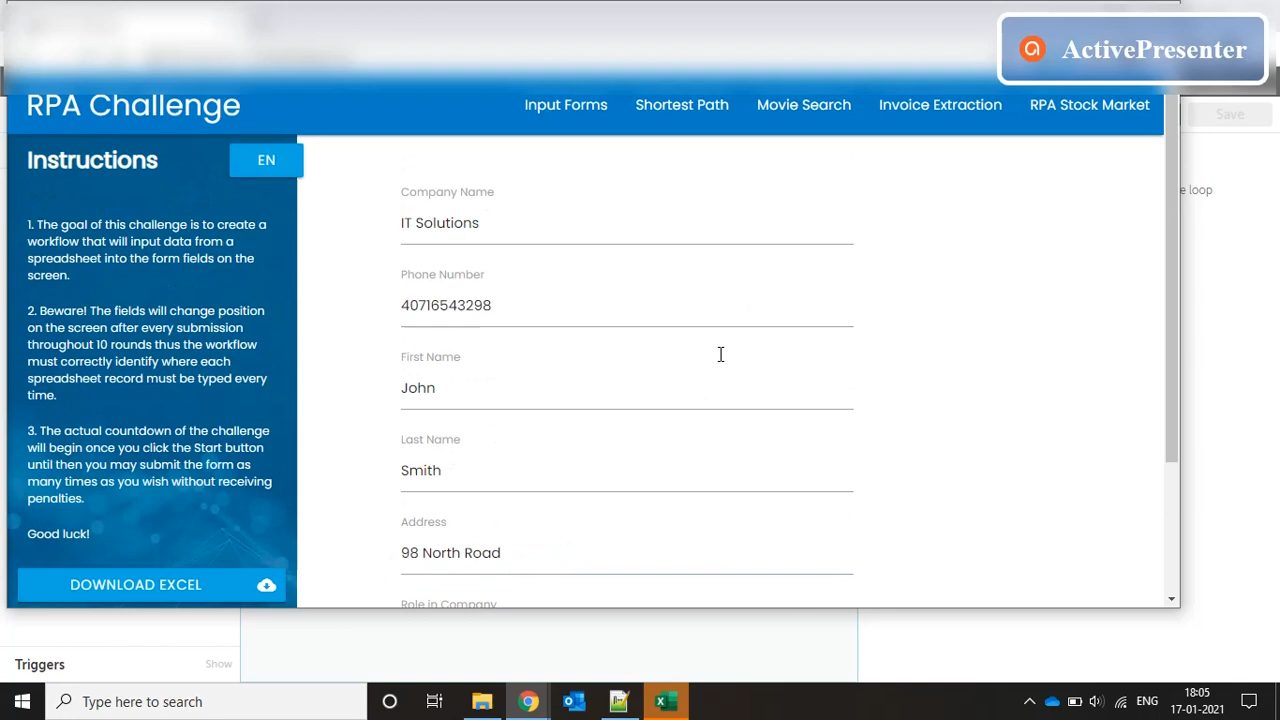 ActivePresenter
RPA Challenge
Input Forms
Shortest Path
Movie Search
Invoice Extraction
RPA Stock Market
Save
Instructions
EN
1. The goal of this challenge is to create a
workflow that will input data from a
spreadsheet into the form fields on the
screen.
2. Beware! The fields will change position
on the screen after every submission
throughout 10 rounds thus the workflow
must correctly identify where each
spreadsheet record must be typed every
time.
3. The actual countdown of the challenge
will begin once you click the Start button
until then you may submit the form as
many times as you wish without receiving
penalties.
Good luck!
DOWNLOAD EXCEL
Company Name
IT Solutions
Phone Number
40716543298
First Name
John
Last Name
Smith
Address
98 North Road
Role in Company
loop
Triggers
Show
Type here to search
ENG
18:05
17-01-2021